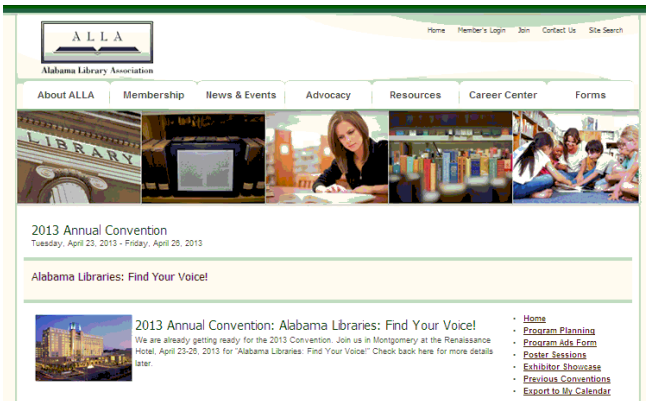 Home Member's Login Join Contact Us Site Search
ALLA
Alabama Library Association
About ALLA Membership News & Events Advocacy Resources Career Center Forms
LIBRARY
2013 Annual Convention
Tuesday, April 23, 2013 - Friday, April 26, 2013
Alabama Libraries: Find Your Voice!
2013 Annual Convention: Alabama Libraries: Find Your Voice!
We are already getting ready for the 2013 Convention. Join us in Montgomery at the Renaissance
Hotel, April 23-26, 2013 for "Alabama Libraries: Find Your Voice!" Check back here for more details
later.
Home
Program Planning
Program Ads Form
Poster Sessions
Exhibitor Showcase
Previous Conventions
Export to My Calendar